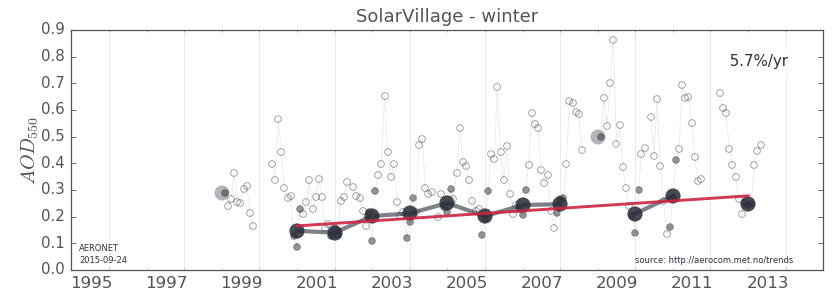 SolarVillage - winter
0.9
0.8
0.7
0.6
0.5
0.4
0.3
0.2
0.1
0.0
AOD550
5.7%/yr
AERONET
2015-09-24
source: http://aerocom.met.no/trends
1995 1997 1999 2001 2003 2005 2007 2009 2011 2013